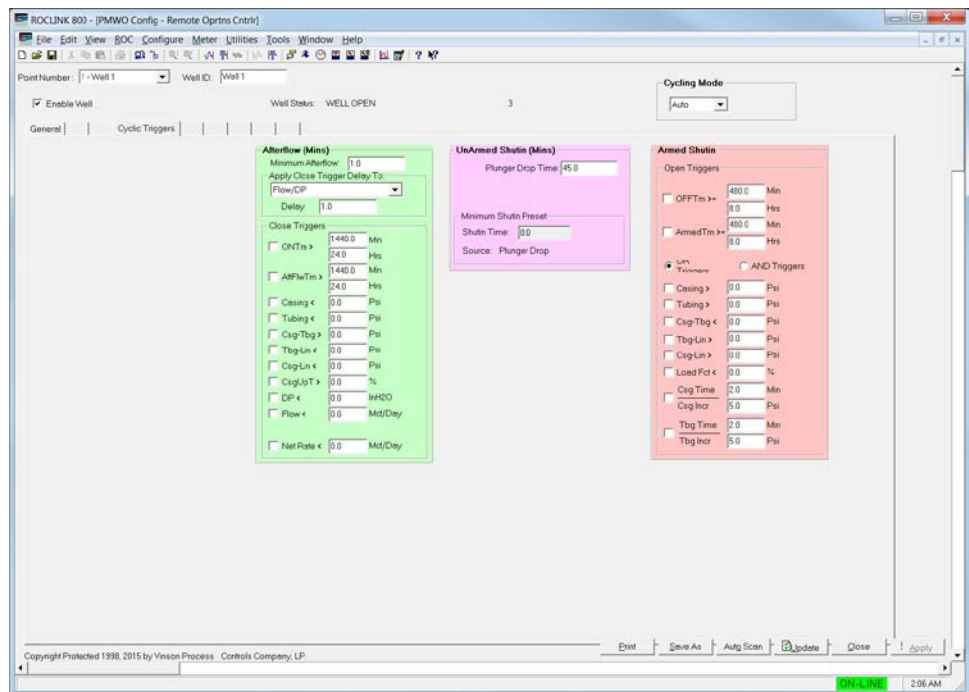 ROCLINK 800 - [PMWO Config - Remote Oprtns Cntrlr]
File Edit View ROC Configure Meter Utilities Tools Window Help
Point Number: 1 - Well 1 Well ID: Well 1
Enable Well Well Status: WELL OPEN 3
Cycling Mode
Auto
General Cyclic Triggers
Afterflow (Mins)
Minimum Afterflow: 1.0
Apply Close Trigger Delay To:
Flow/DP
Delay 1.0
Close Triggers
ONTm > 1440.0 Min
24.0 Hrs
AftFlwTm > 1440.0 Min
24.0 Hrs
Casing < 0.0 Psi
Tubing < 0.0 Psi
Csg-Tbg > 0.0 Psi
Tbg-Lin < 0.0 Psi
Csg-Lin < 0.0 Psi
CsgUpT > 0.0 %
DP < 0.0 InH2O
Flow < 0.0 Mcf/Day
Net Rate < 0.0 Mcf/Day
UnArmed Shutin (Mins)
Plunger Drop Time: 45.0
Minimum Shutin Preset
Shutin Time: 0.0
Source: Plunger Drop
Armed Shutin
Open Triggers
OFFTm >= 480.0 Min
8.0 Hrs
ArmedTm >= 480.0 Min
8.0 Hrs
AND Triggers
Casing > 0.0 Psi
Tubing > 0.0 Psi
Csg-Tbg < 0.0 Psi
Tbg-Lin > 0.0 Psi
Csg-Lin > 0.0 Psi
Load Fct < 0.0 %
Csg Time 2.0 Min
Csg Incr 5.0 Psi
Tbg Time 2.0 Min
Tbg Incr 5.0 Psi
Print Save As Auto Scan Update Close ! Apply
Copyright Protected 1998, 2015 by Vinson Process Controls Company, LP.
ON-LINE 2:06 AM